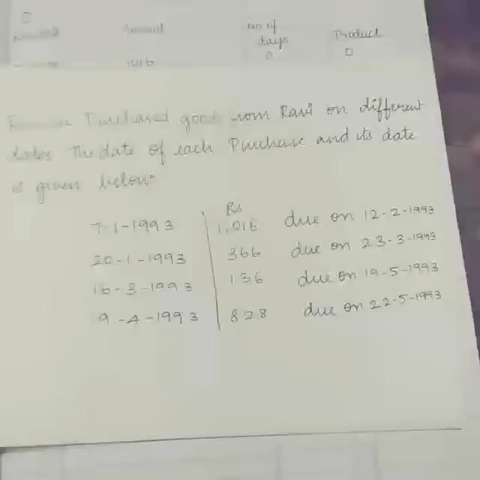 Amount No of days Product
0 0
Purchased goods from Ravi on different
dates The date of each Purchase and its date
is given below
Rs
7-1-1993 1,016 due on 12-2-1993
20-1-1993 366 due on 23-3-1993
16-3-1993 136 due on 19-5-1993
9-4-1993 828 due on 22-5-1993